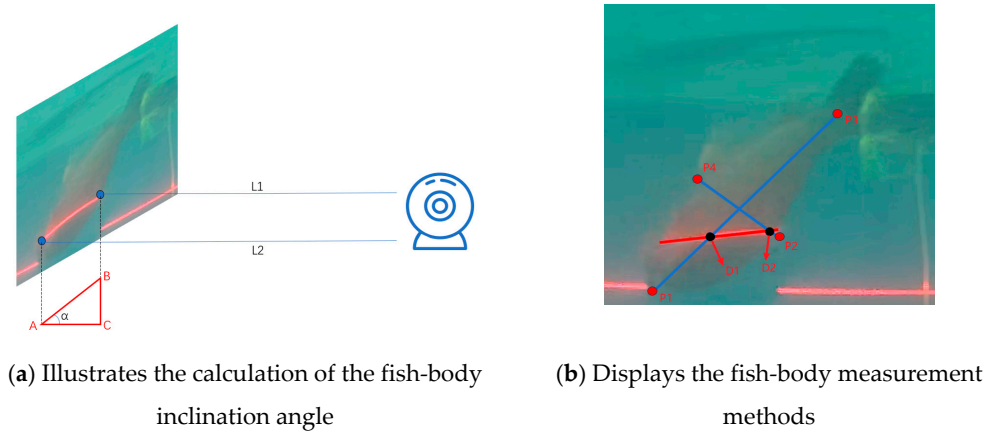 L1
L2
B
A
α
C
P3
P4
P2
D1
D2
P1
(a) Illustrates the calculation of the fish-body
inclination angle
(b) Displays the fish-body measurement
methods